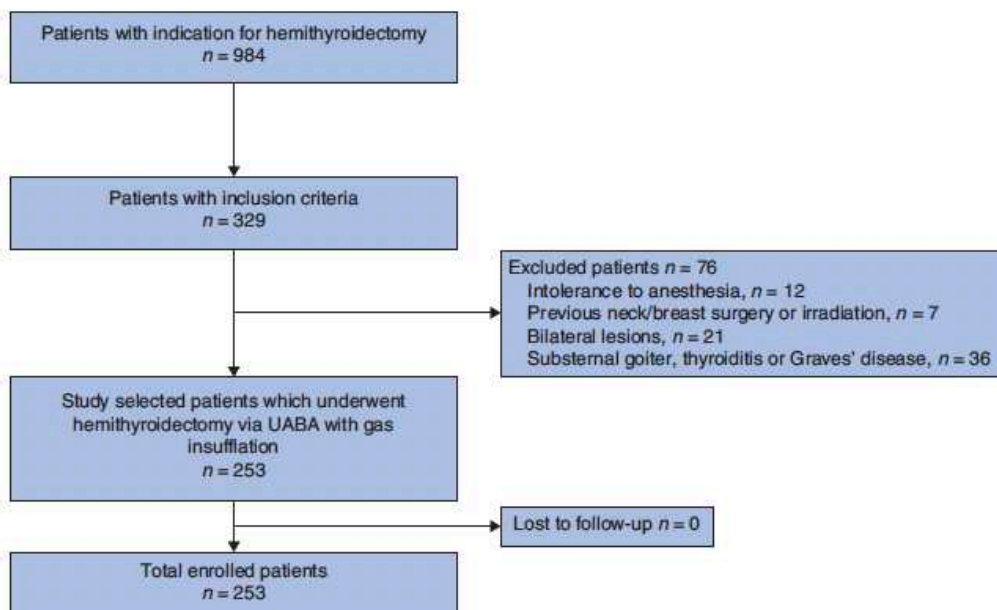 Patients with indication for hemithyroidectomy
n = 984
Patients with inclusion criteria
n = 329
Excluded patients n = 76
Intolerance to anesthesia, n = 12
Previous neck/breast surgery or irradiation, n = 7
Bilateral lesions, n = 21
Substernal goiter, thyroiditis or Graves' disease, n = 36
Study selected patients which underwent
hemithyroidectomy via UABA with gas
insufflation
n = 253
Lost to follow-up n = 0
Total enrolled patients
n = 253